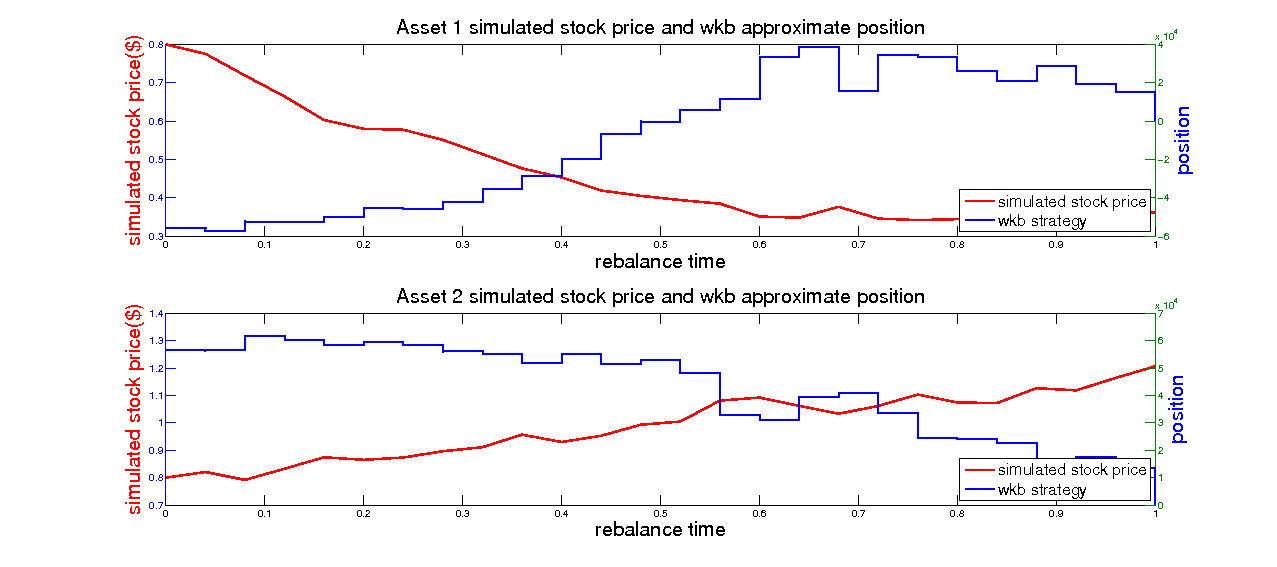 Asset 1 simulated stock price and wkb approximate position
x 10^4
simulated stock price($)
0.8
0.7
0.6
0.5
0.4
0.3
4
2
0
-2
-4
-6
position
simulated stock price
wkb strategy
0 0.1 0.2 0.3 0.4 0.5 0.6 0.7 0.8 0.9 1
rebalance time
Asset 2 simulated stock price and wkb approximate position
x 10^4
simulated stock price($)
1.4
1.3
1.2
1.1
1
0.9
0.8
0.7
7
6
5
4
3
2
1
0
position
simulated stock price
wkb strategy
0 0.1 0.2 0.3 0.4 0.5 0.6 0.7 0.8 0.9 1
rebalance time